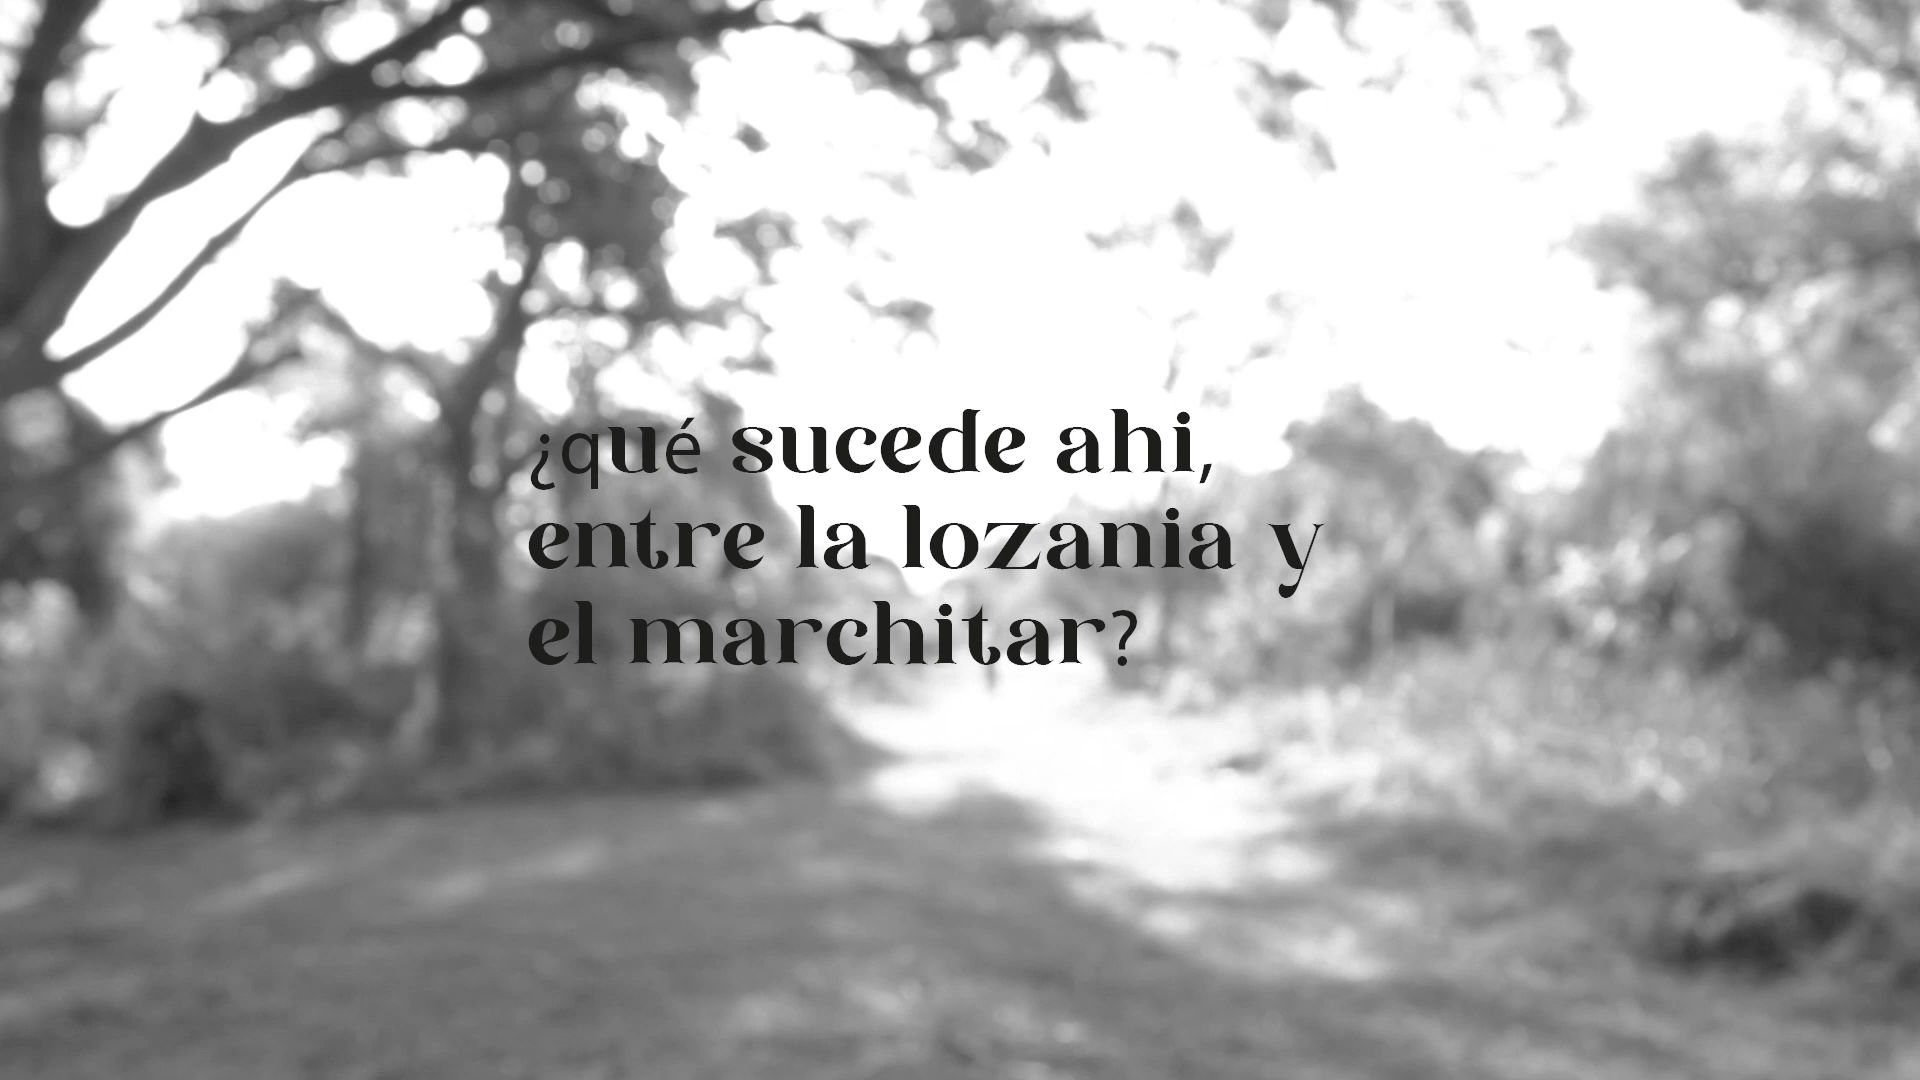 ¿qué sucede ahi,
entre la lozania y
el marchitar?